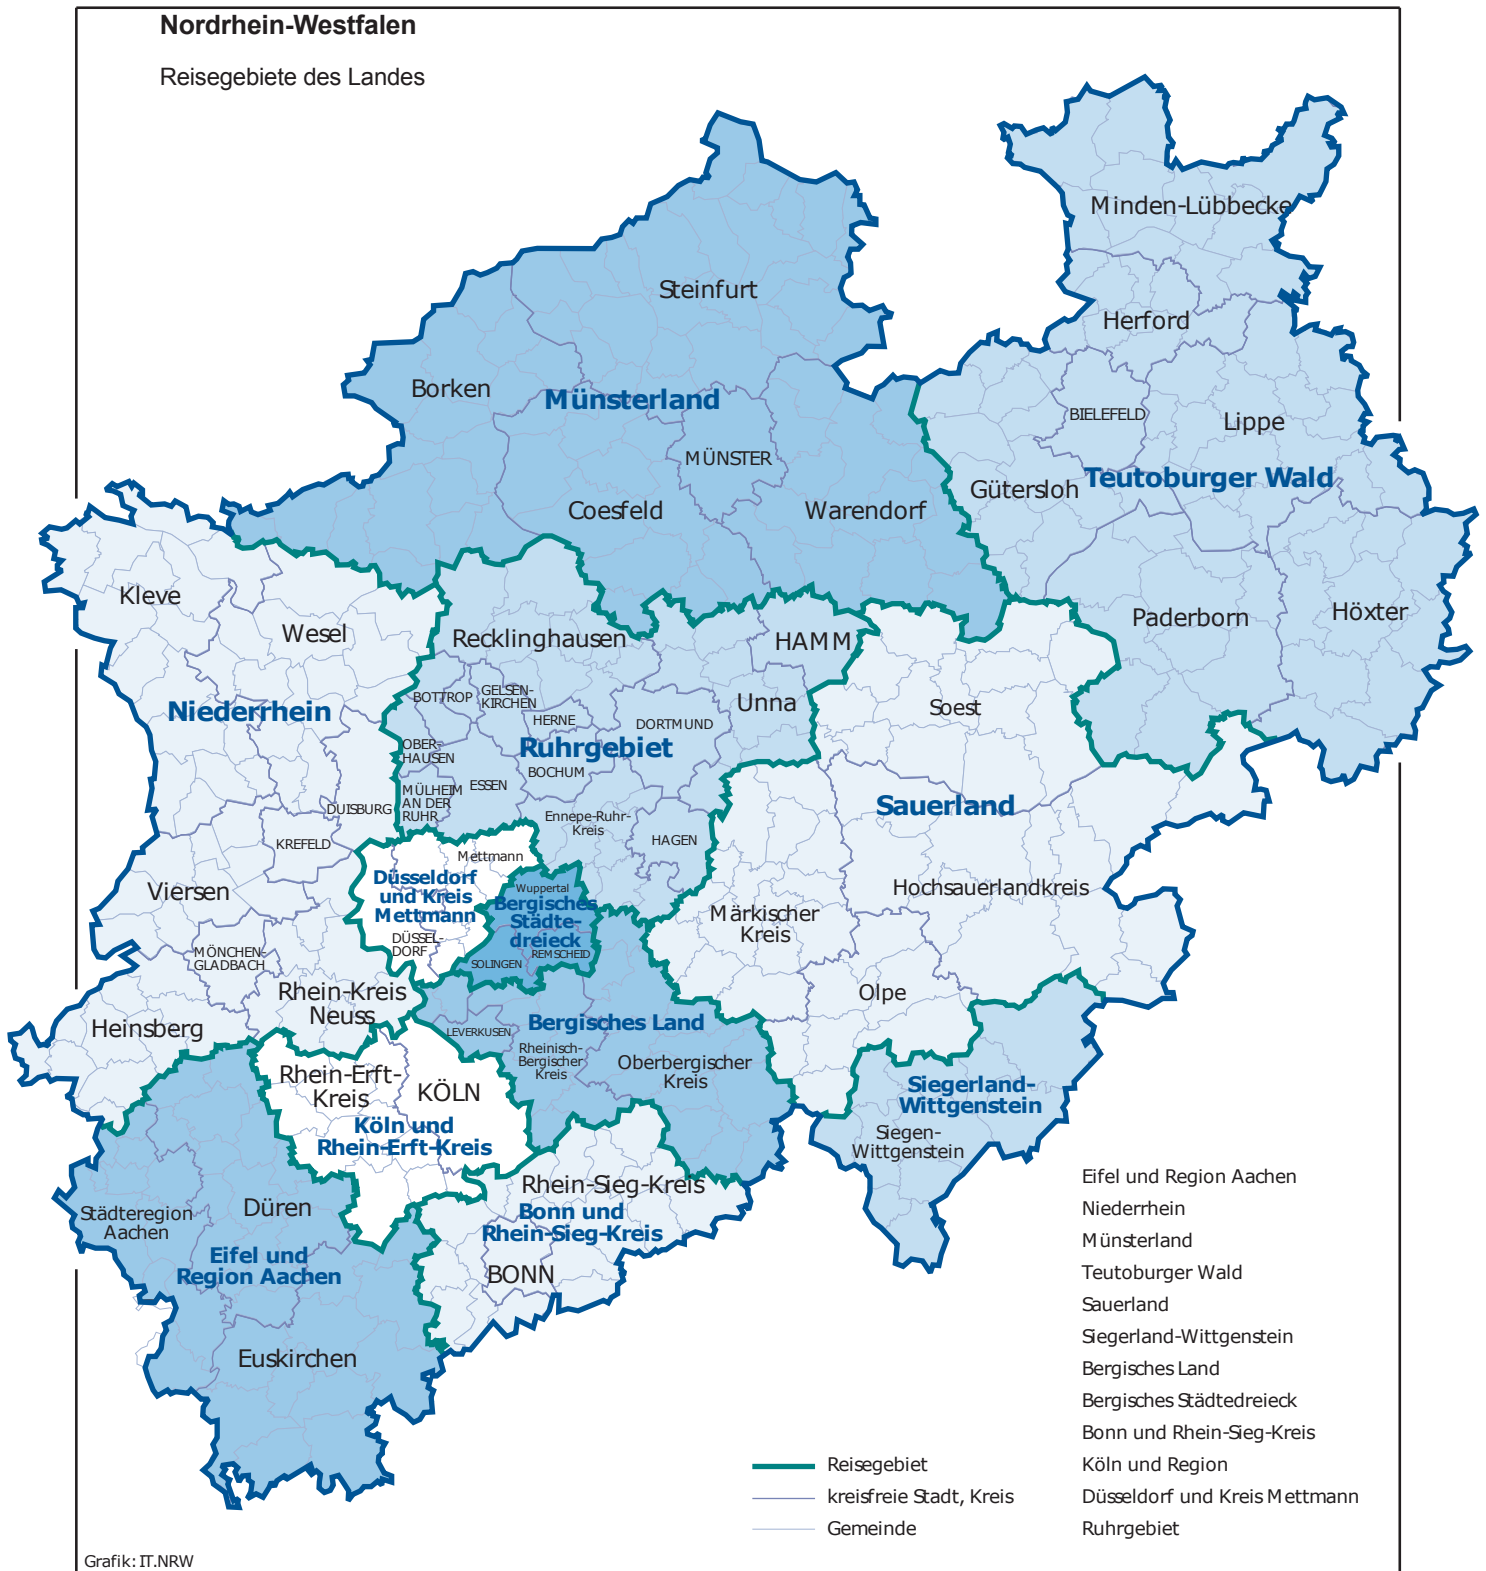 Nordrhein-Westfalen
Reisegebiete des Landes
Minden-Lübbecke
Steinfurt
Herford
Borken
Münsterland
BIELEFELD
Lippe
MÜNSTER
Teutoburger Wald
Gütersloh
Coesfeld
Warendorf
Kleve
Wesel
Recklinghausen
HAMM
Paderborn
Höxter
BOTTROP
GELSEN-
KIRCHEN
Unna
Soest
Niederrhein
HERNE
DORTMUND
Ruhrgebiet
OBER-
HAUSEN
BOCHUM
ESSEN
MÜLHEIM
AN DER
RUHR
DUISBURG
Sauerland
Ennepe-Ruhr-
Kreis
HAGEN
KREFELD
Mettmann
Düsseldorf
und Kreis
Mettmann
Viersen
Wuppertal
Bergisches
Städte-
dreieck
Hochsauerlandkreis
Märkischer
Kreis
DÜSSEL-
DORF
MÖNCHEN-
GLADBACH
SOLINGEN
REMSCHEID
Rhein-Kreis
Neuss
Olpe
Heinsberg
LEVERKUSEN
Bergisches Land
Rheinisch-
Bergischer
Kreis
Oberbergischer
Kreis
Rhein-Erft-
Kreis
KÖLN
Siegerland-
Wittgenstein
Köln und
Rhein-Erft-Kreis
Siegen-
Wittgenstein
Rhein-Sieg-Kreis
Bonn und
Rhein-Sieg-Kreis
Städteregion
Aachen
Düren
Eifel und
Region Aachen
BONN
Euskirchen
Eifel und Region Aachen
Niederrhein
Münsterland
Teutoburger Wald
Sauerland
Siegerland-Wittgenstein
Bergisches Land
Bergisches Städtedreieck
Bonn und Rhein-Sieg-Kreis
Köln und Region
Düsseldorf und Kreis Mettmann
Ruhrgebiet
Reisegebiet
kreisfreie Stadt, Kreis
Gemeinde
Grafik: IT.NRW